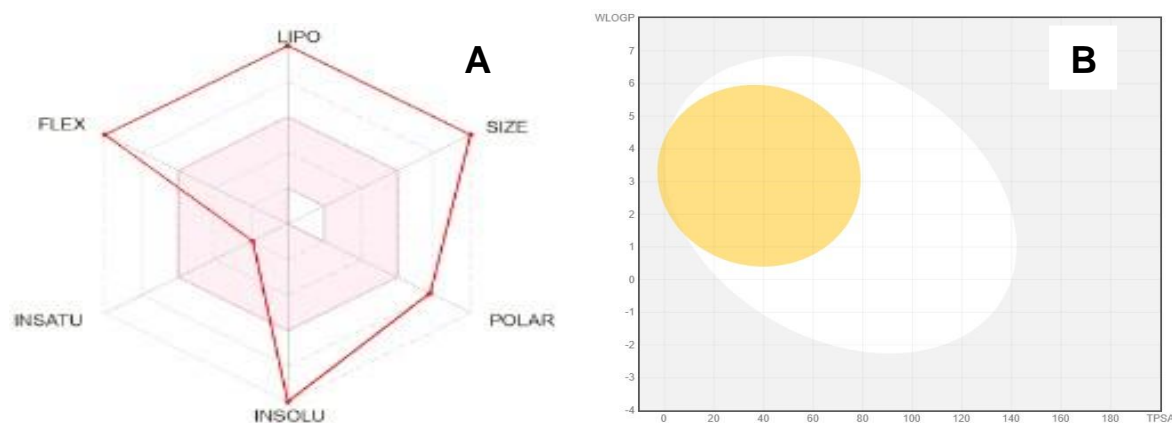 LIPO
A
FLEX
SIZE
INSATU
POLAR
INSOLU
WLOGP
B
7
6
5
4
3
2
1
0
-1
-2
-3
-4
0 20 40 60 80 100 120 140 160 180 TPSA